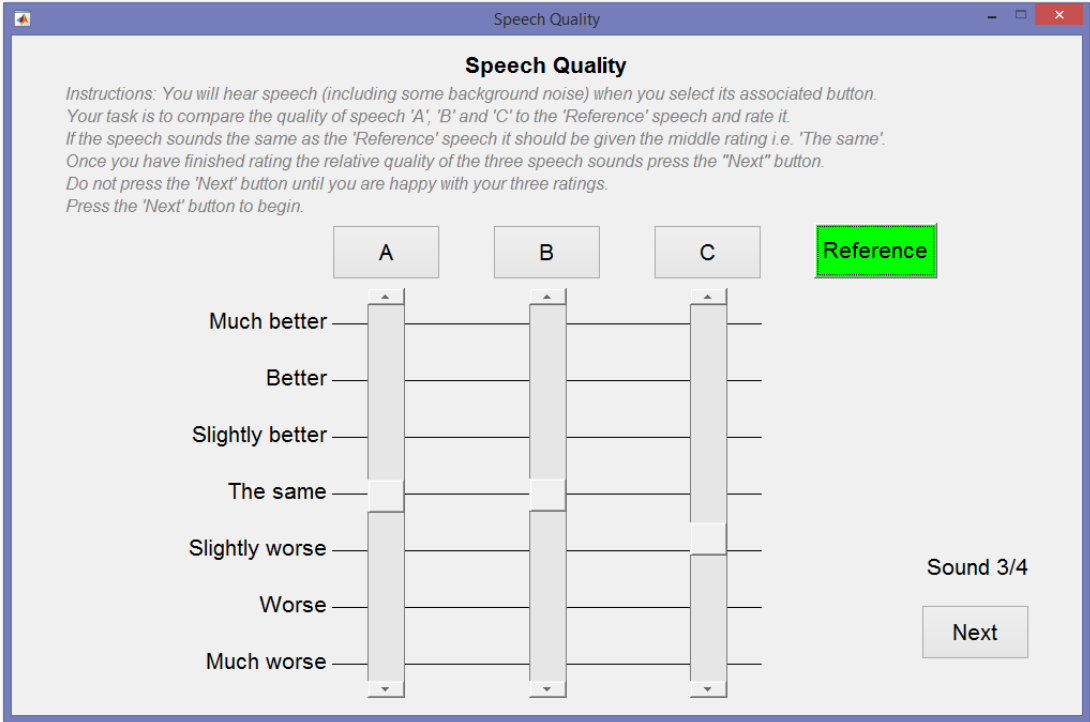 Speech Quality
Speech Quality
Instructions: You will hear speech (including some background noise) when you select its associated button.
Your task is to compare the quality of speech 'A', 'B' and 'C' to the 'Reference' speech and rate it.
If the speech sounds the same as the 'Reference' speech it should be given the middle rating i.e. 'The same'.
Once you have finished rating the relative quality of the three speech sounds press the "Next" button.
Do not press the 'Next' button until you are happy with your three ratings.
Press the 'Next' button to begin.
A B C Reference
Much better
Better
Slightly better
The same
Slightly worse
Worse
Much worse
Sound 3/4
Next